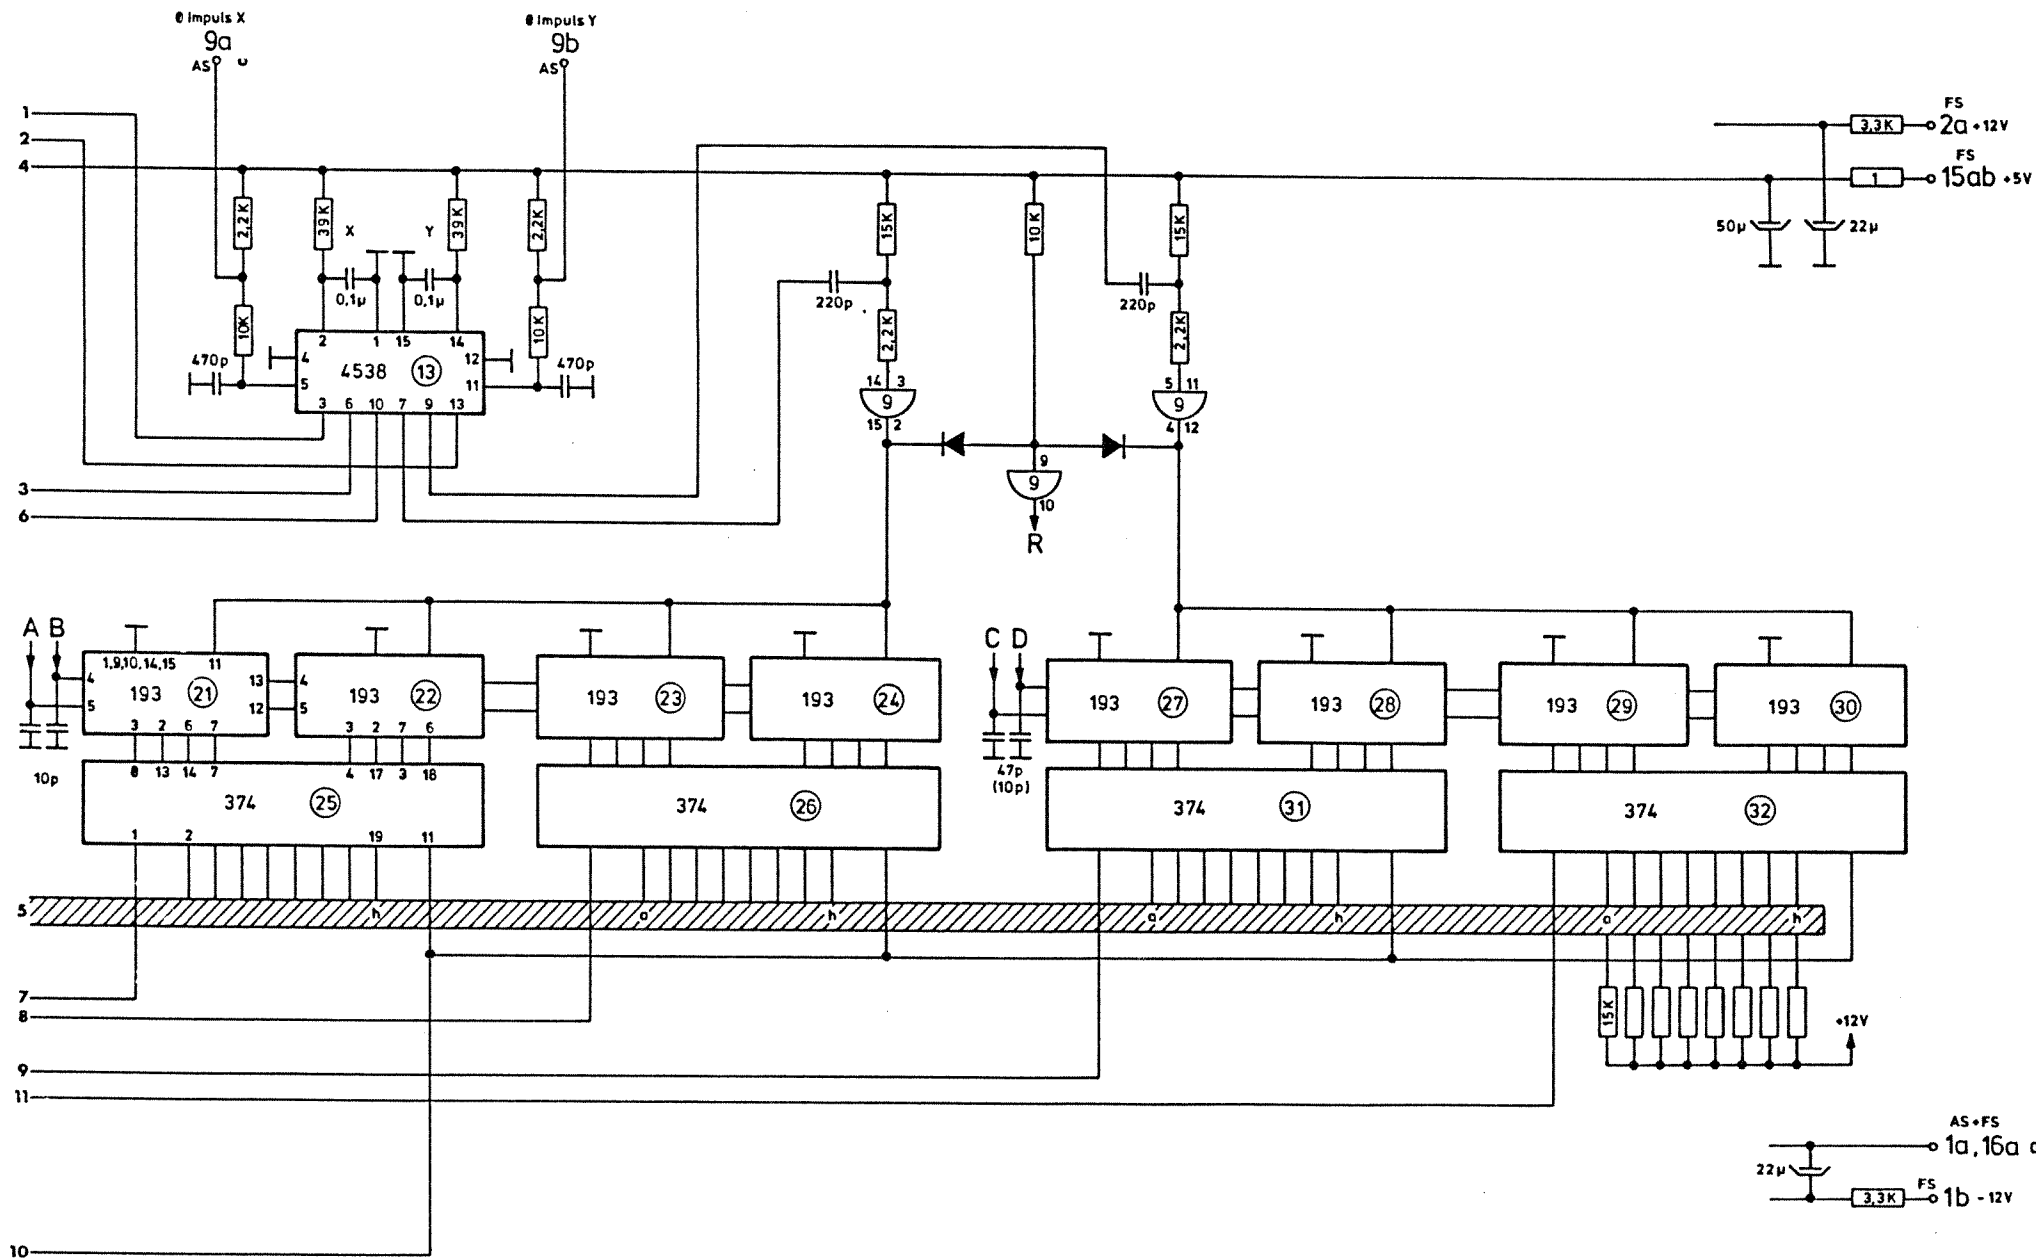 0 Impuls X
9a
AS
0 Impuls Y
9b
AS
1
2
4
FS
3,3K 2a +12V
FS
1 15ab +5V
50µ
22µ
2,2K
39K
X
Y
39K
2,2K
15K
10K
15K
0,1µ
0,1µ
220p
220p
10K
10K
2,2K
2,2K
2 1 15 14
470p
4
12
470p
4538 13
5
11
3 6 10 7 9 13
14 3
9
15 2
5 11
9
4 12
9
9
10
R
3
6
A B
1,9,10,14,15 11
4
13
4
193 21
193 22
193 23
193 24
5
12
5
3 2 6 7
3 2 7 6
C D
193 27
193 28
193 29
193 30
10p
47p
(10p)
8 13 14 7
4 17 3 18
374 25
374 26
374 31
374 32
1 2 19 11
5
h
a
h
a
h
a
h
7
8
15K
+12V
9
11
AS+FS
1a, 16a
22µ
FS
3,3K 1b -12V
10